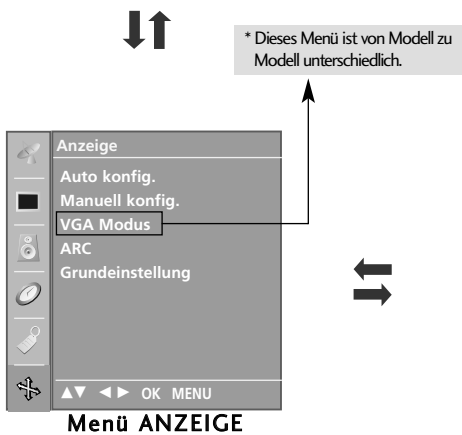 * Dieses Menü ist von Modell zu
Modell unterschiedlich.
Anzeige
Auto konfig.
Manuell konfig.
VGA Modus
ARC
Grundeinstellung
▲▼ ◄► OK MENU
Menü ANZEIGE